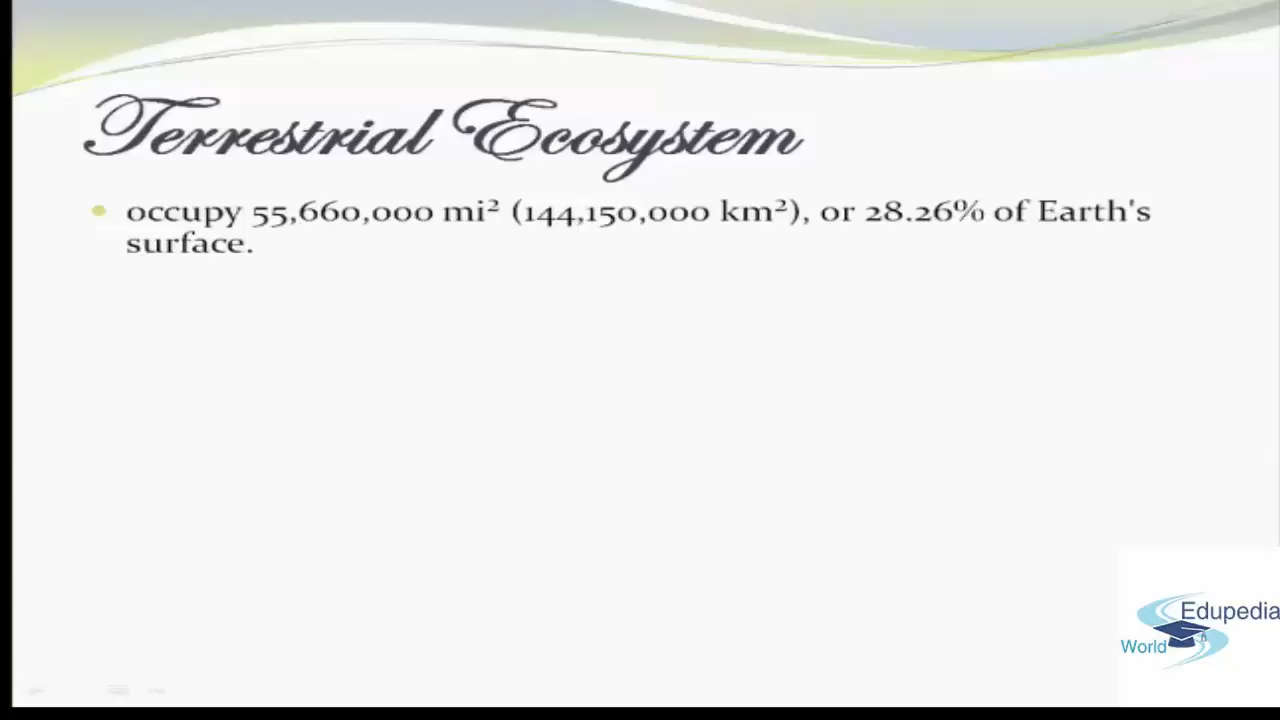 Terrestrial Ecosystem
occupy 55,660,000 mi² (144,150,000 km²), or 28.26% of Earth's
surface.
Edupedia
World